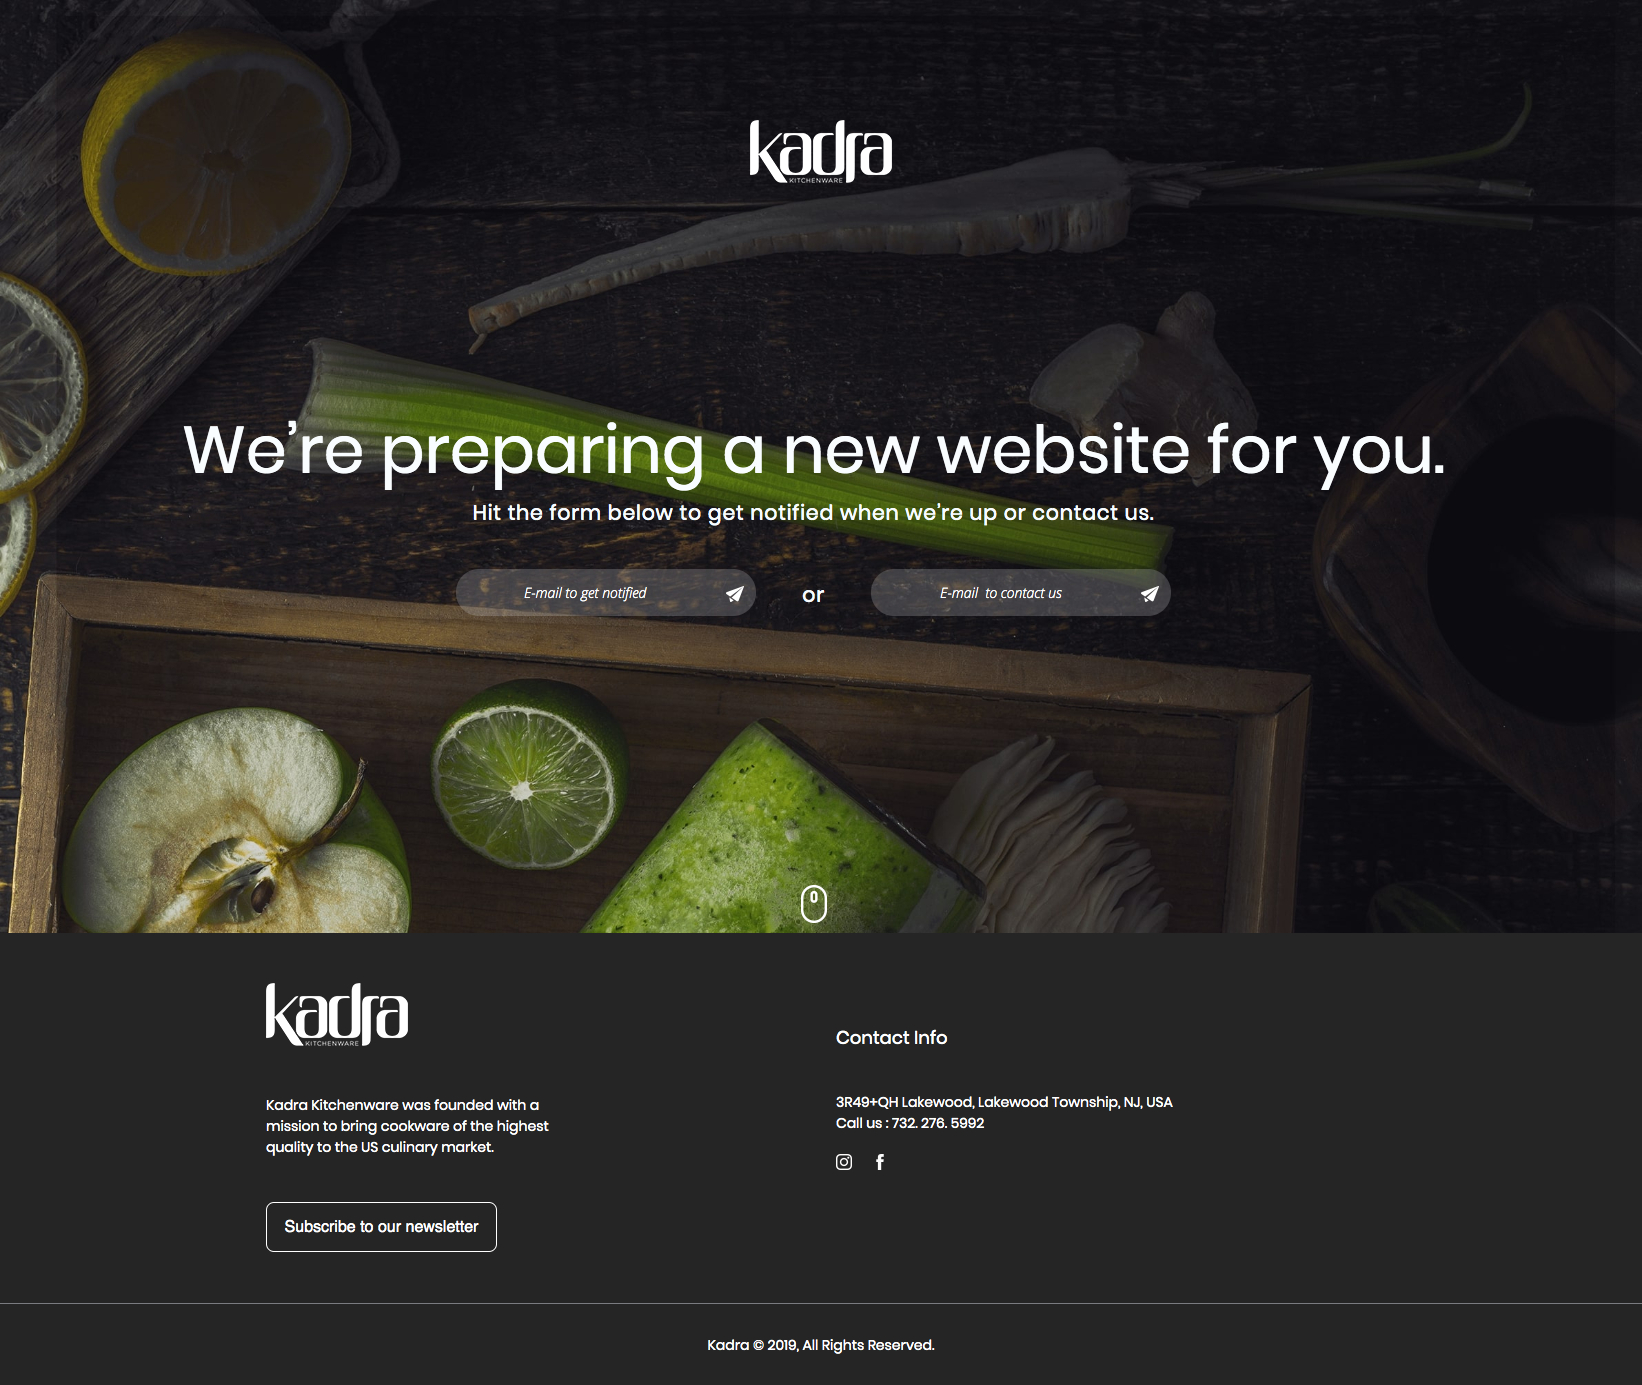 kadra
KITCHENWARE
We’re preparing a new website for you.
Hit the form below to get notified when we’re up or contact us.
E-mail to get notified
or
E-mail  to contact us
kadra
KITCHENWARE
Kadra Kitchenware was founded with a
mission to bring cookware of the highest
quality to the US culinary market.
Subscribe to our newsletter
Contact Info
3R49+QH Lakewood, Lakewood Township, NJ, USA
Call us : 732. 276. 5992
Kadra © 2019, All Rights Reserved.